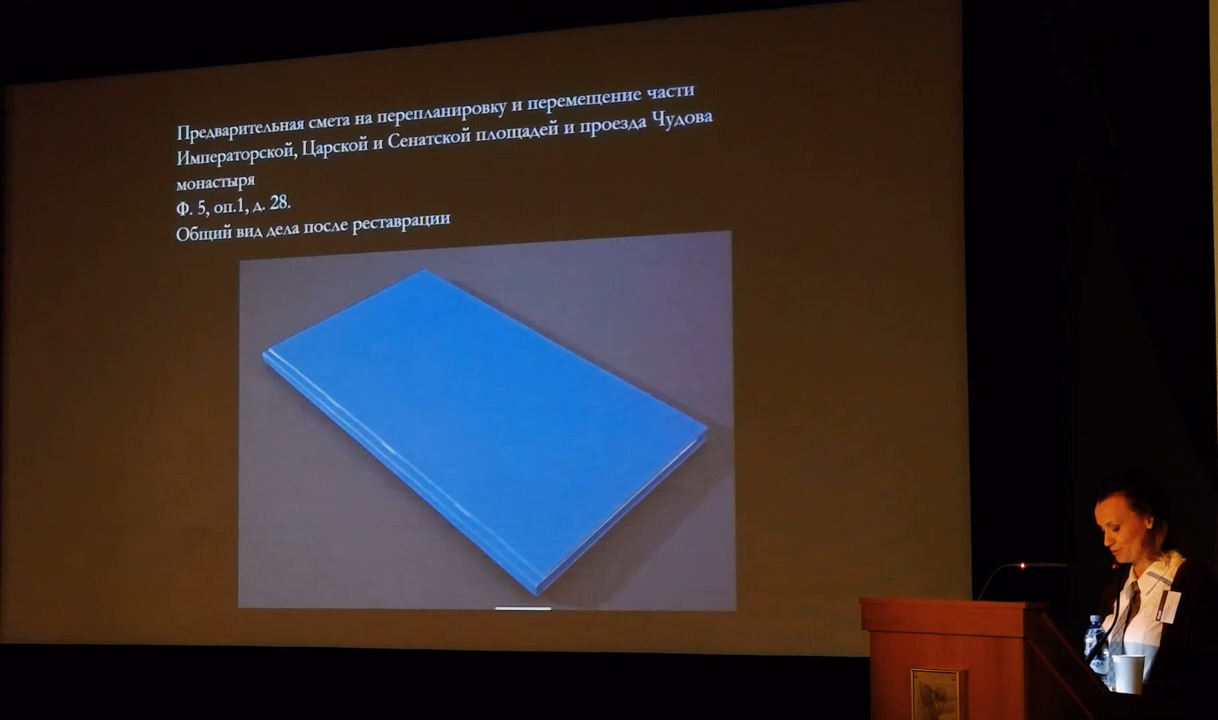 Предварительная смета на перепланировку и перемещение части
Императорской, Царской и Сенатской площадей и проезда Чудова
монастыря
Ф. 5, оп.1, д. 28.
Общий вид дела после реставрации